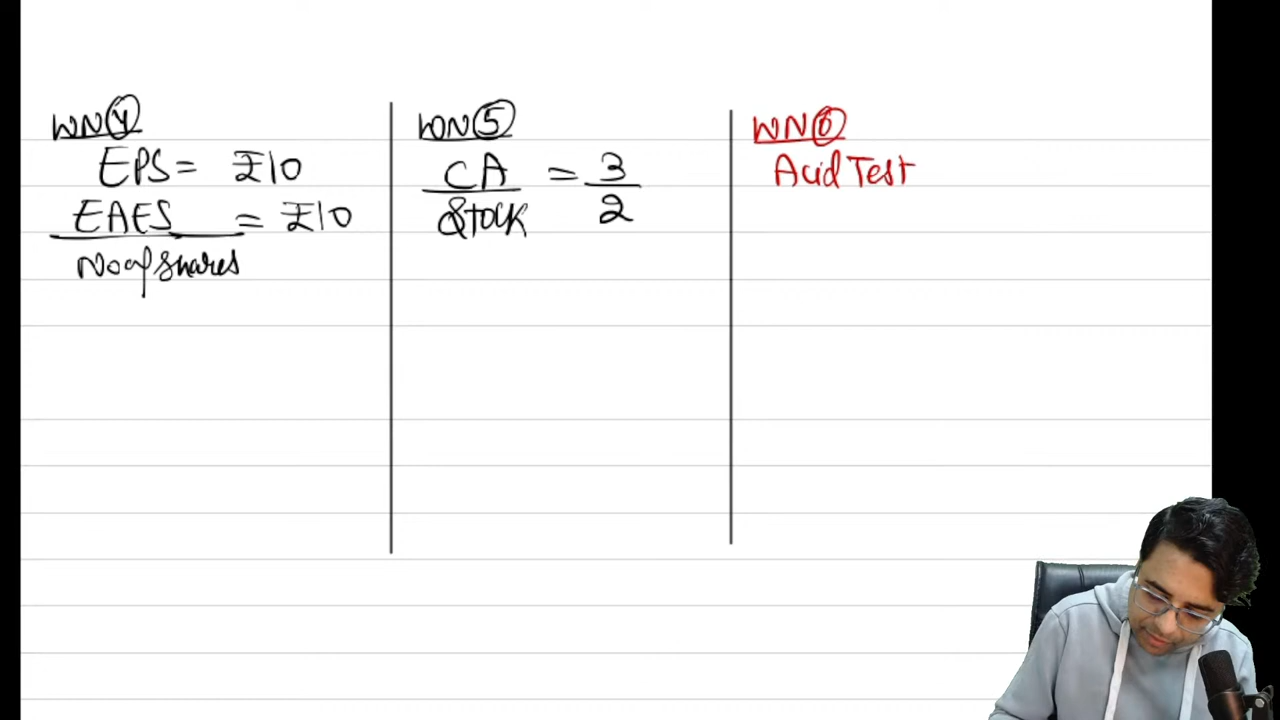 WN④
EPS = ₹10
EAES = ₹10
No of shares
WN⑤
CA = 3
Stock 2
WN⑥
Acid Test